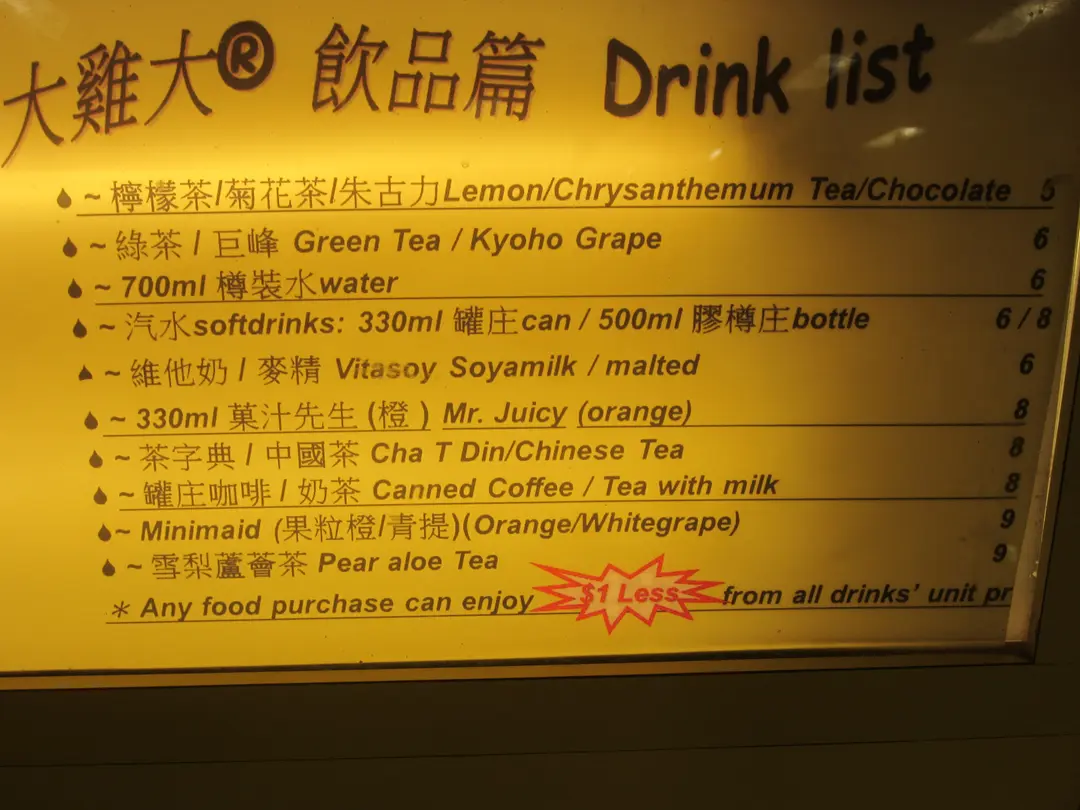 大雞大® 飲品篇 Drink list
~ 檸檬茶/菊花茶/朱古力Lemon/Chrysanthemum Tea/Chocolate 5
~ 綠茶 / 巨峰 Green Tea / Kyoho Grape 6
~ 700ml 樽裝水water 6
~ 汽水softdrinks: 330ml 罐庄can / 500ml 膠樽庄bottle 6 / 8
~ 維他奶 / 麥精 Vitasoy Soyamilk / malted 6
~ 330ml 菓汁先生 (橙 ) Mr. Juicy (orange) 8
~ 茶字典 / 中國茶 Cha T Din/Chinese Tea 8
~ 罐庄咖啡 / 奶茶 Canned Coffee / Tea with milk 8
~ Minimaid (果粒橙/青提)(Orange/Whitegrape) 9
~ 雪梨蘆薈茶 Pear aloe Tea 9
* Any food purchase can enjoy $1 Less from all drinks' unit pr